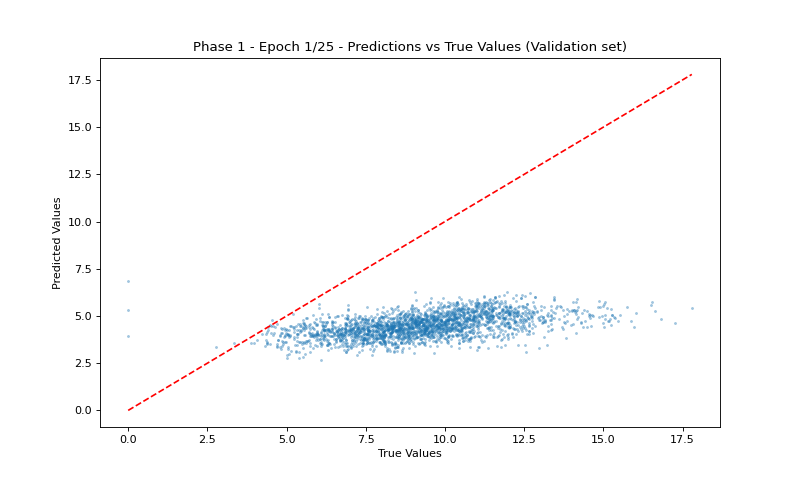 Phase 1 - Epoch 1/25 - Predictions vs True Values (Validation set)
17.5
15.0
12.5
10.0
7.5
5.0
2.5
0.0
Predicted Values
0.0 2.5 5.0 7.5 10.0 12.5 15.0 17.5
True Values